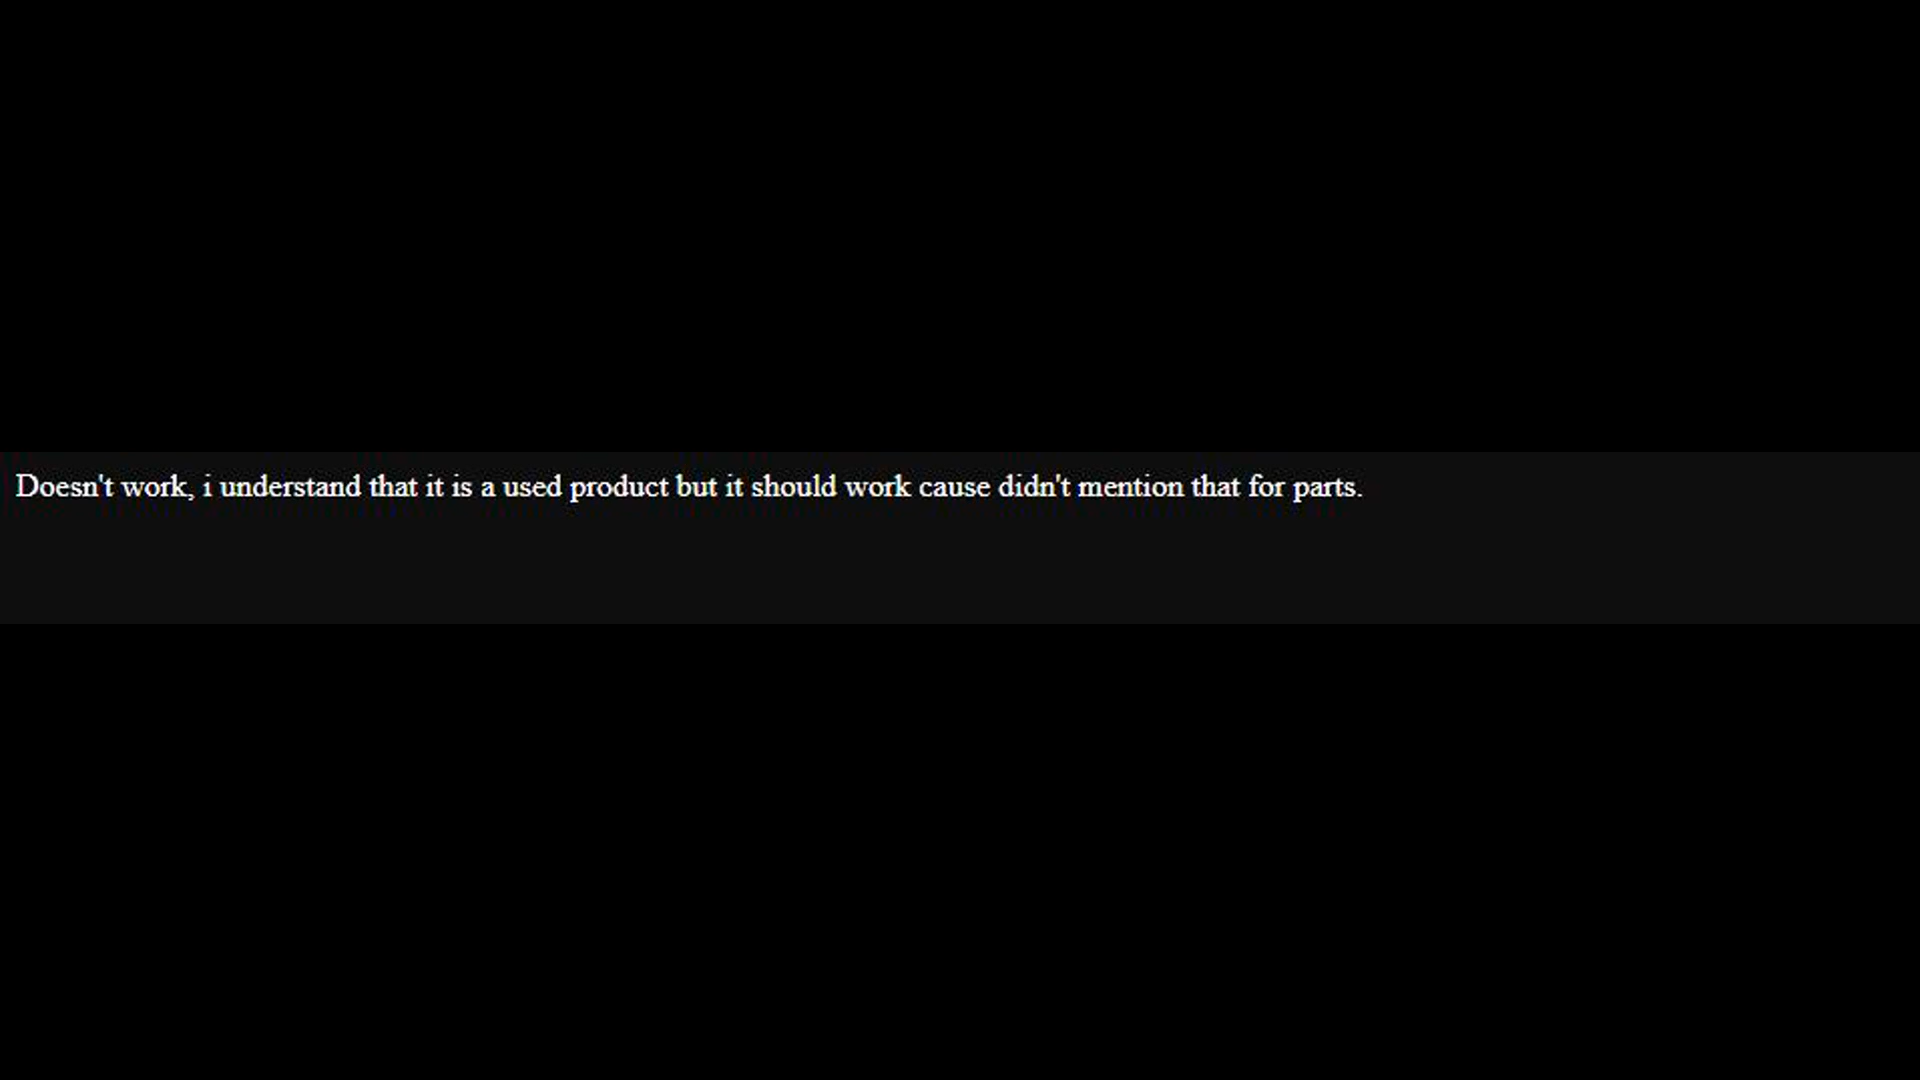 Doesn't work, i understand that it is a used product but it should work cause didn't mention that for parts.